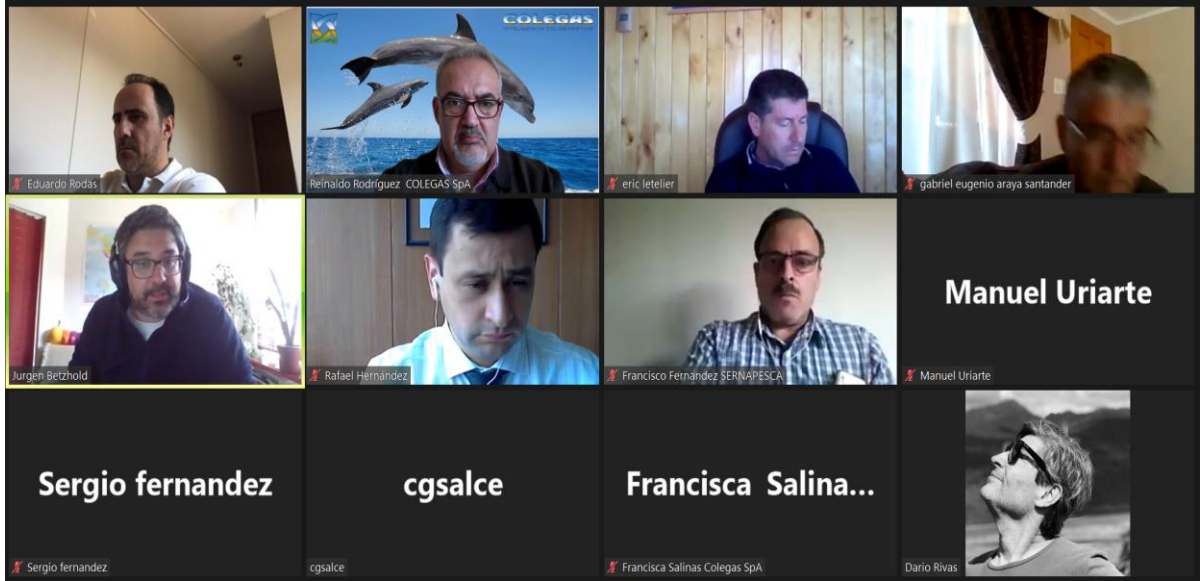 COLEGAS
INTELIGENCIA COLABORATIVA
Eduardo Rodas
Reinaldo Rodríguez COLEGAS SpA
eric letelier
gabriel eugenio araya santander
Jurgen Betzhold
Rafael Hernández
Francisco Fernandez SERNAPESCA
Manuel Uriarte
Manuel Uriarte
Sergio fernandez
cgsalce
Francisca Salina...
Sergio fernandez
cgsalce
Francisca Salinas Colegas SpA
Dario Rivas